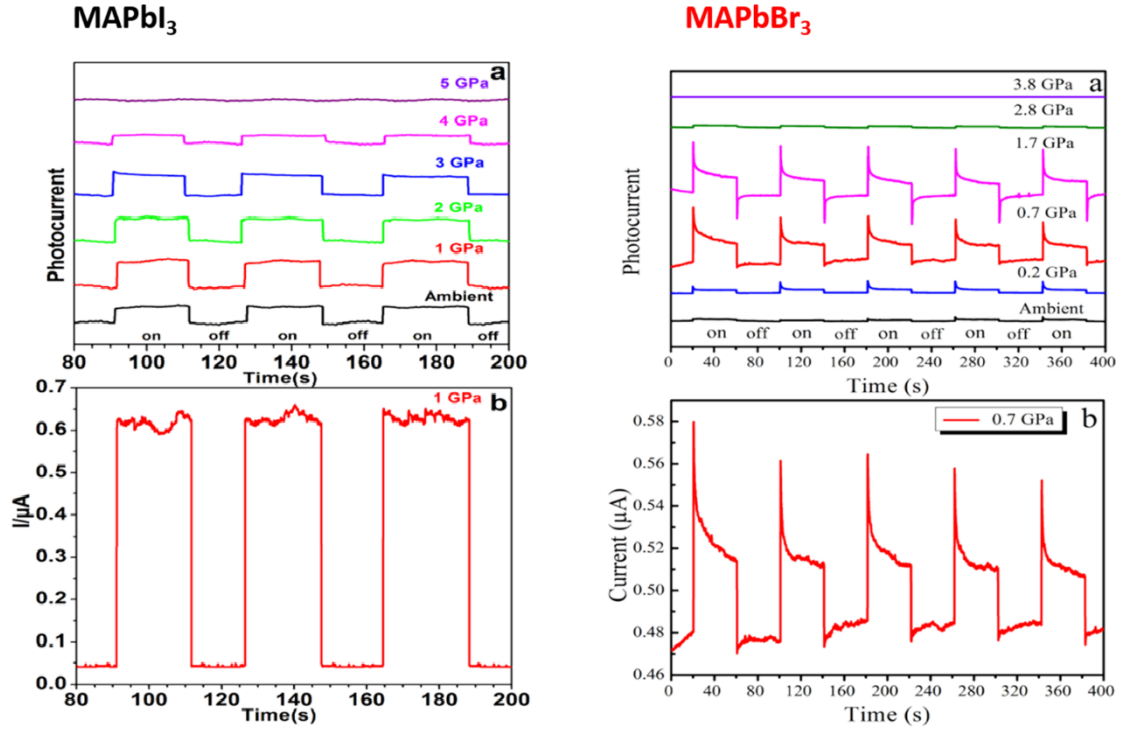 MAPbI3
a
5 GPa
4 GPa
3 GPa
2 GPa
1 GPa
Ambient
on off on off on off
Photocurrent
80 100 120 140 160 180 200
Time(s)
b
1 GPa
0.7
0.6
0.5
0.4
0.3
0.2
0.1
0.0
I/μA
80 100 120 140 160 180 200
Time(s)
MAPbBr3
a
3.8 GPa
2.8 GPa
1.7 GPa
0.7 GPa
0.2 GPa
Ambient
on off on off on off on off on
Photocurrent
0 40 80 120 160 200 240 280 320 360 400
Time (s)
b
0.7 GPa
0.58
0.56
0.54
0.52
0.50
0.48
0.46
Current (μA)
0 40 80 120 160 200 240 280 320 360 400
Time (s)